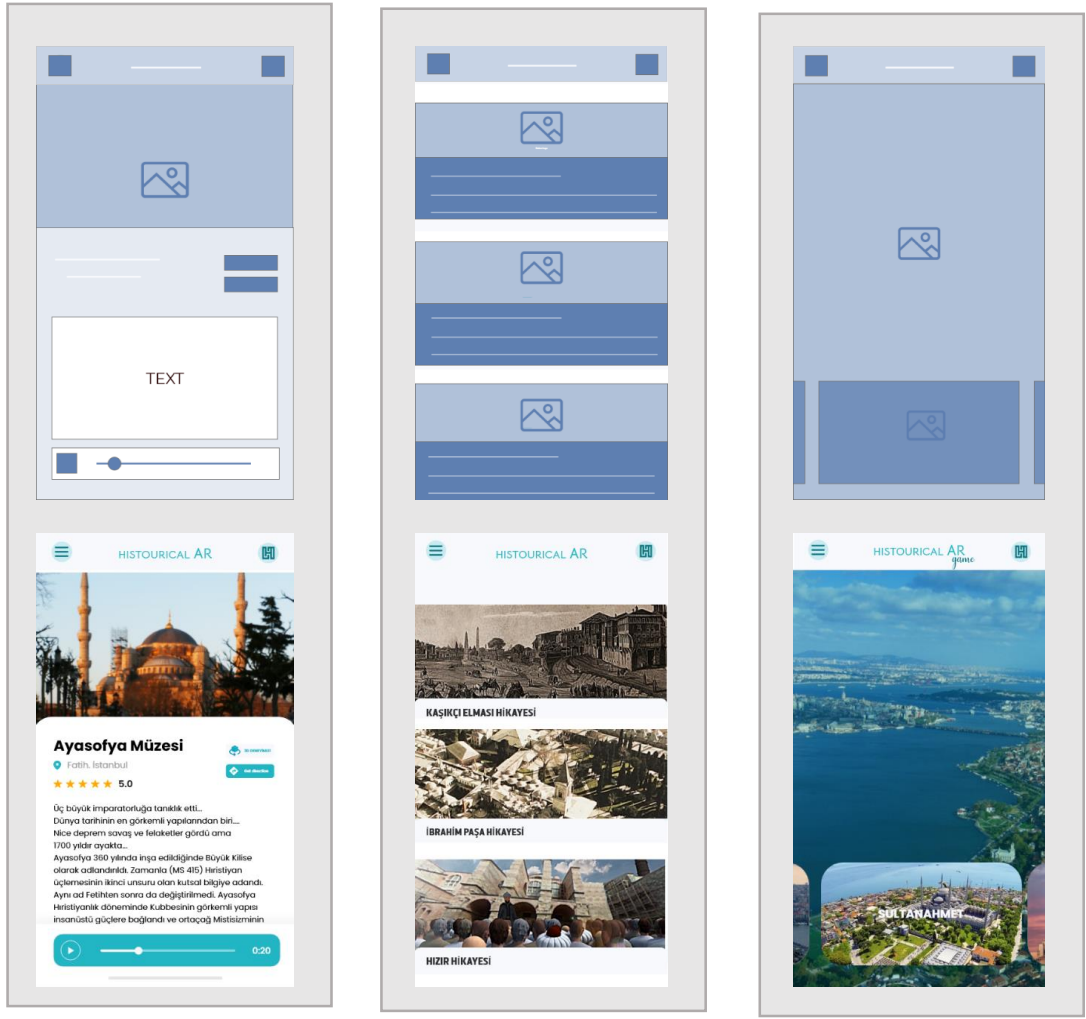 TEXT
HISTOURICAL AR
Ayasofya Müzesi
Fatih, İstanbul
5.0
Üç büyük imparatorluğa tanıklık etti...
Dünya tarihinin en görkemli yapılarından biri....
Nice deprem savaş ve felaketler gördü ama
1700 yıldır ayakta...
Ayasofya 360 yılında inşa edildiğinde Büyük Kilise
olarak adlandırıldı. Zamanla (MS 415) Hıristiyan
üçlemesinin ikinci unsuru olan kutsal bilgiye adandı.
Aynı ad Fetihten sonra da değiştirilmedi. Ayasofya
Hıristiyanlık döneminde Kubbesinin görkemli yapısı
insanüstü güçlere bağlandı ve ortaçağ Mistisizminin
0:20
HISTOURICAL AR
KAŞIKÇI ELMASI HİKAYESİ
İBRAHİM PAŞA HİKAYESİ
HIZIR HİKAYESİ
HISTOURICAL AR
game
SULTANAHMET